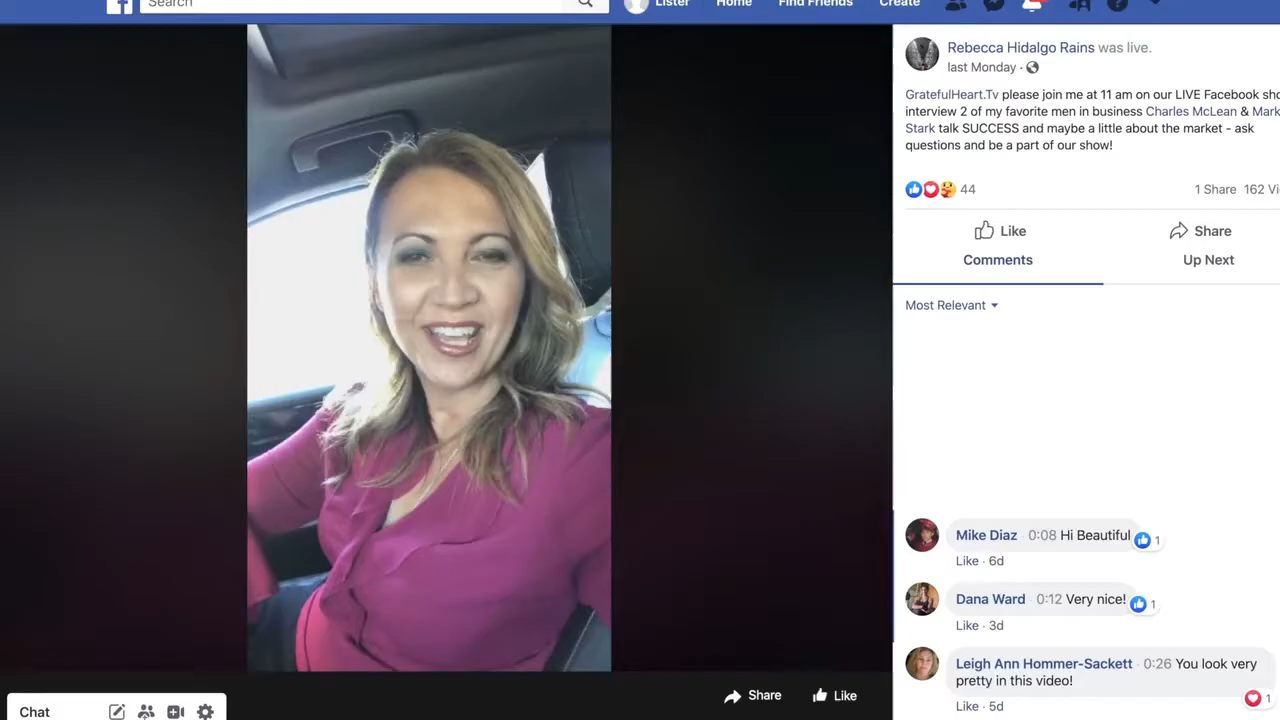 Search
Lister
Home
Find Friends
Create
Rebecca Hidalgo Rains was live.
last Monday ·
GratefulHeart.Tv please join me at 11 am on our LIVE Facebook sho
interview 2 of my favorite men in business Charles McLean & Mark
Stark talk SUCCESS and maybe a little about the market - ask
questions and be a part of our show!
44
1 Share 162 Vi
Like
Share
Comments
Up Next
Most Relevant
Mike Diaz · 0:08 Hi Beautiful
1
Like · 6d
Dana Ward · 0:12 Very nice!
1
Like · 3d
Leigh Ann Hommer-Sackett · 0:26 You look very
pretty in this video!
1
Like · 5d
Share
Like
Chat